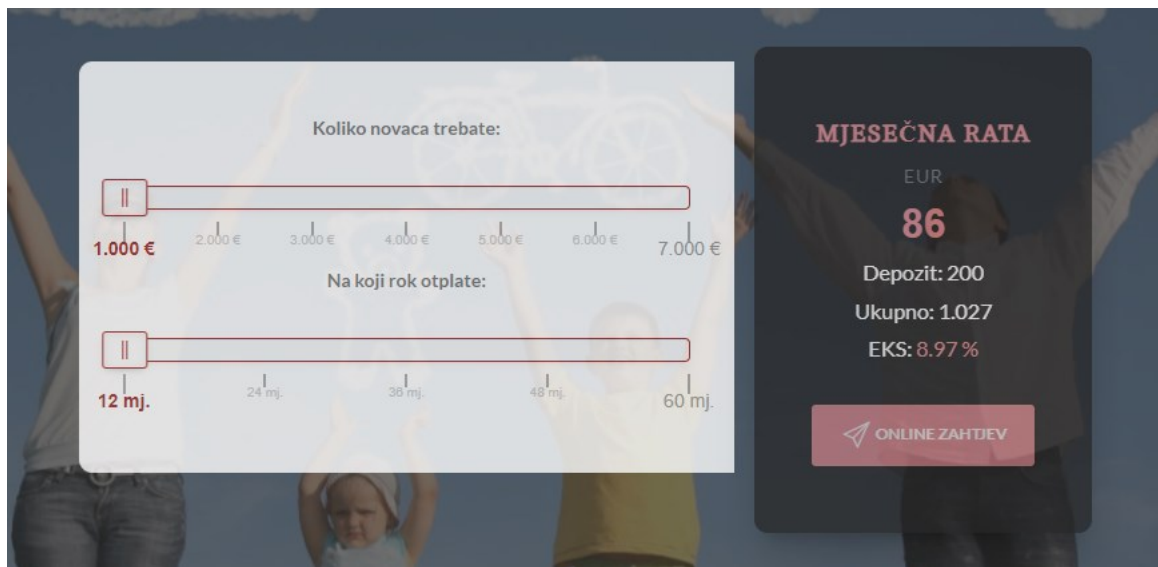 Koliko novaca trebate:
1.000 € 2.000 € 3.000 € 4.000 € 5.000 € 6.000 € 7.000 €
Na koji rok otplate:
12 mj. 24 mj. 36 mj. 48 mj. 60 mj.
MJESEČNA RATA
EUR
86
Depozit: 200
Ukupno: 1.027
EKS: 8.97 %
ONLINE ZAHTJEV